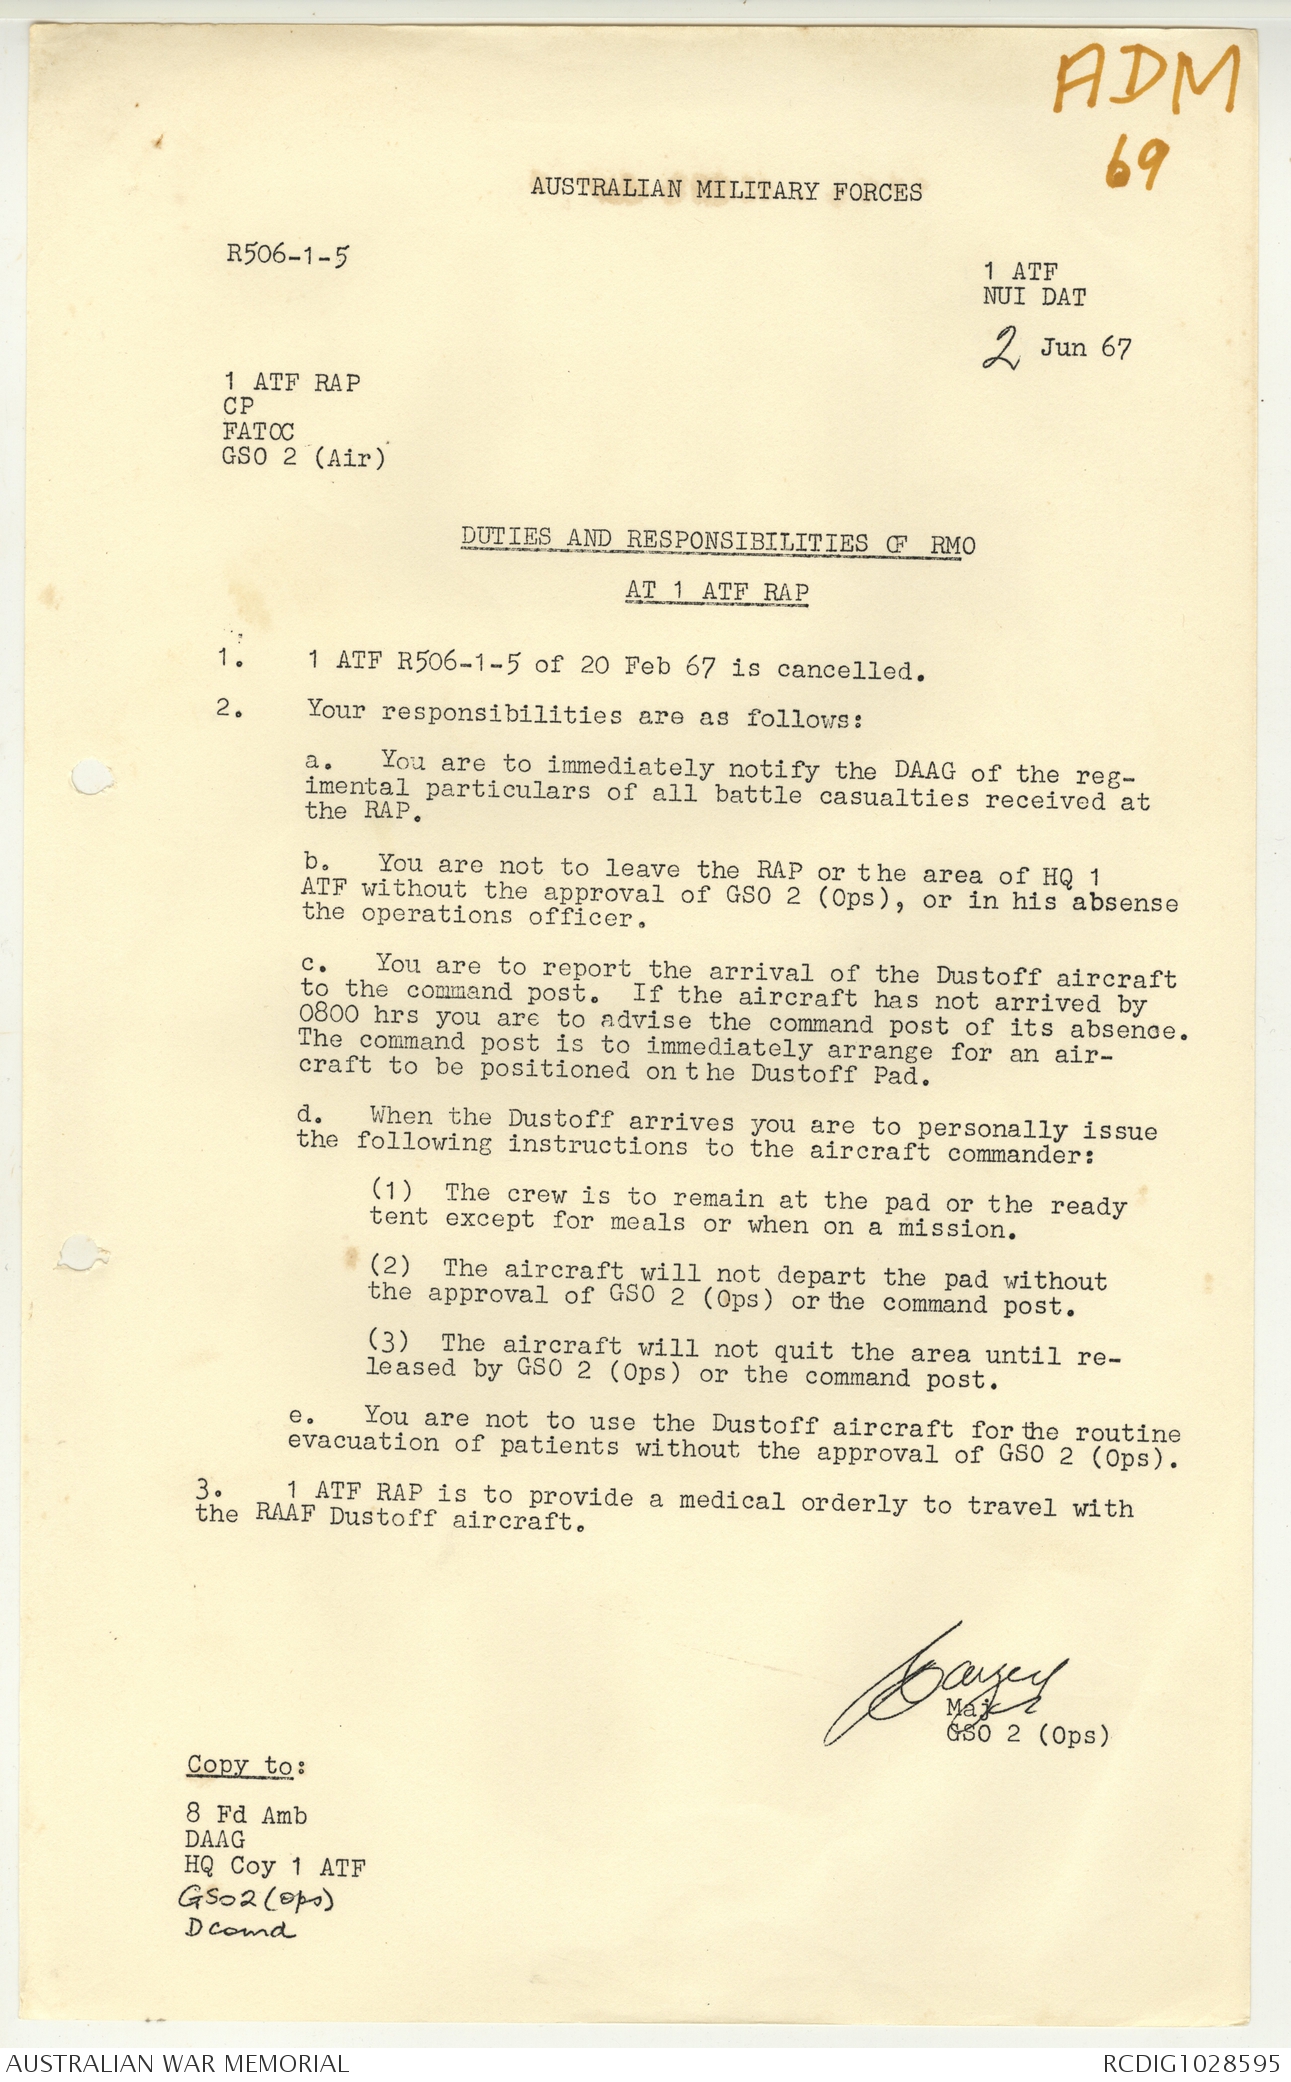 ADM
69
AUSTRALIAN MILITARY FORCES
R506-1-5
1 ATF
NUI DAT
2 Jun 67
1 ATF RAP
CP
FATOC
GSO 2 (Air)
DUTIES AND RESPONSIBILITIES OF RMO
AT 1 ATF RAP
1. 1 ATF R506-1-5 of 20 Feb 67 is cancelled.
2. Your responsibilities are as follows:
a. You are to immediately notify the DAAG of the reg-
imental particulars of all battle casualties received at
the RAP.
b. You are not to leave the RAP or the area of HQ 1
ATF without the approval of GSO 2 (Ops), or in his absense
the operations officer.
c. You are to report the arrival of the Dustoff aircraft
to the command post. If the aircraft has not arrived by
0800 hrs you are to advise the command post of its absence.
The command post is to immediately arrange for an air-
craft to be positioned on the Dustoff Pad.
d. When the Dustoff arrives you are to personally issue
the following instructions to the aircraft commander:
(1) The crew is to remain at the pad or the ready
tent except for meals or when on a mission.
(2) The aircraft will not depart the pad without
the approval of GSO 2 (Ops) or the command post.
(3) The aircraft will not quit the area until re-
leased by GSO 2 (Ops) or the command post.
e. You are not to use the Dustoff aircraft for the routine
evacuation of patients without the approval of GSO 2 (Ops).
3. 1 ATF RAP is to provide a medical orderly to travel with
the RAAF Dustoff aircraft.
Maj
GSO 2 (Ops)
Copy to:
8 Fd Amb
DAAG
HQ Coy 1 ATF
GSO2 (Ops)
D Comd
AUSTRALIAN WAR MEMORIAL
RCDIG1028595